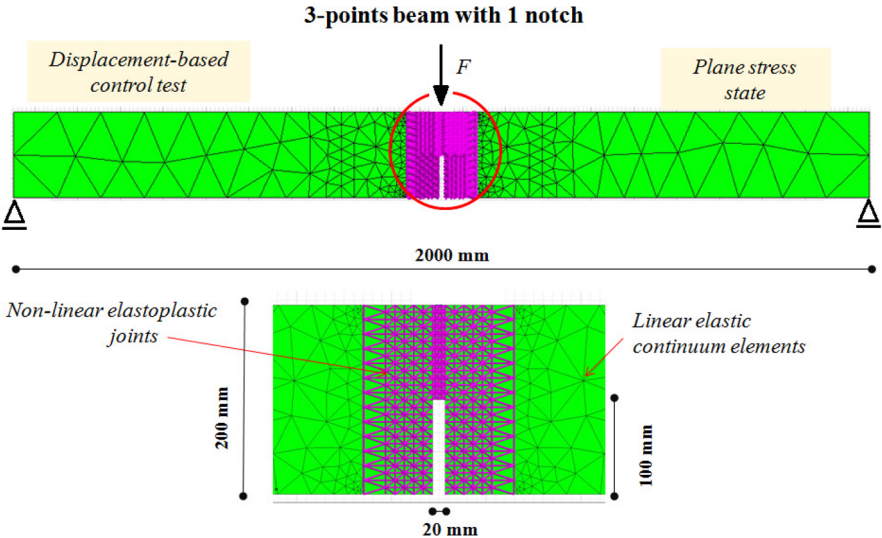 3-points beam with 1 notch
Displacement-based
control test
F
Plane stress
state
2000 mm
Non-linear elastoplastic
joints
Linear elastic
continuum elements
200 mm
100 mm
20 mm